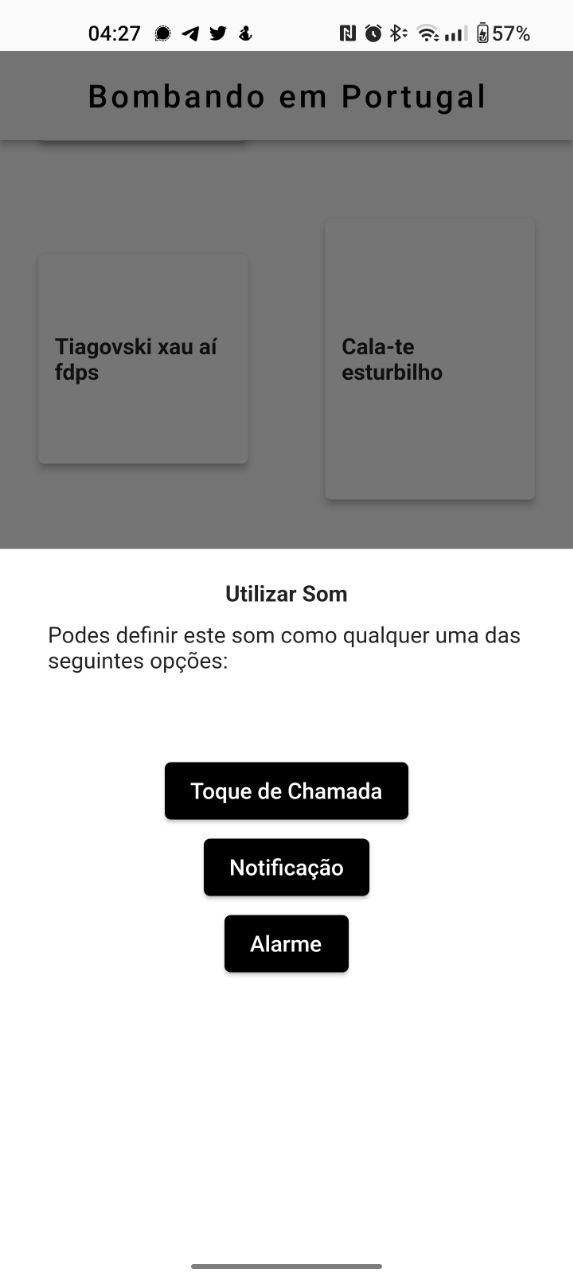 04:27
57%
Bombando em Portugal
Tiagovski xau aí
fdps
Cala-te
esturbilho
Utilizar Som
Podes definir este som como qualquer uma das
seguintes opções:
Toque de Chamada
Notificação
Alarme